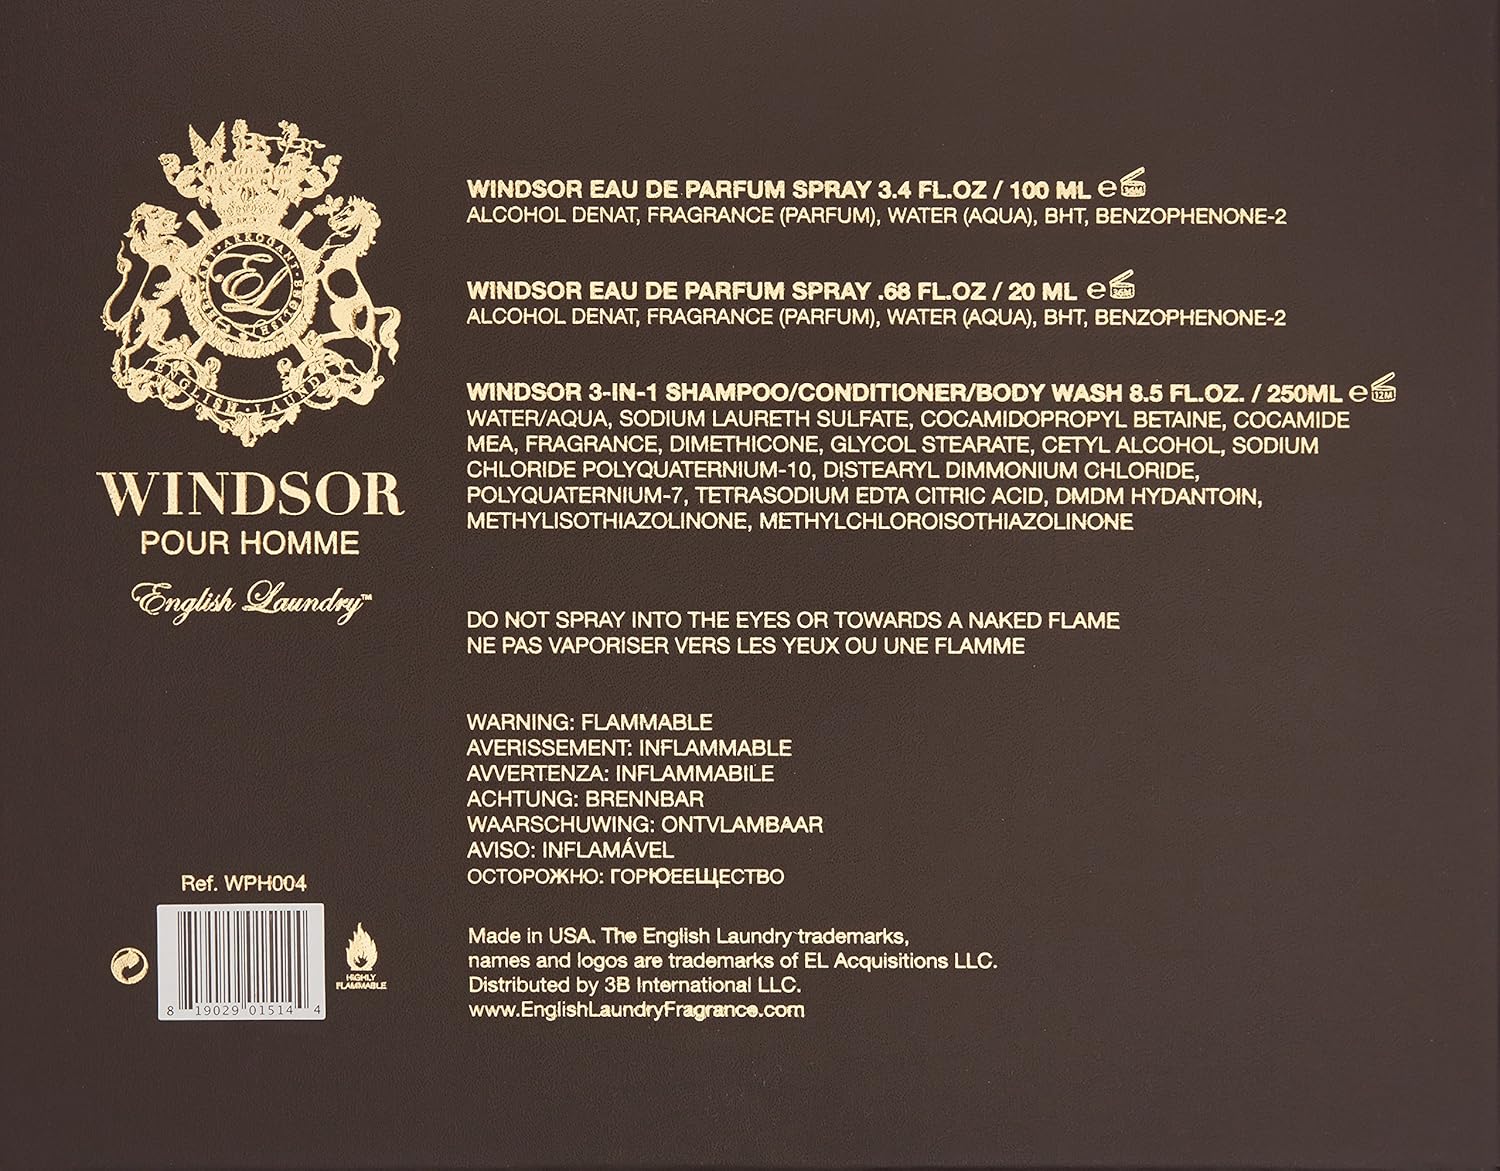 WINDSOR
POUR HOMME
English Laundry™
WINDSOR EAU DE PARFUM SPRAY 3.4 FL.OZ / 100 ML ℮ 36M
ALCOHOL DENAT, FRAGRANCE (PARFUM), WATER (AQUA), BHT, BENZOPHENONE-2
WINDSOR EAU DE PARFUM SPRAY .68 FL.OZ / 20 ML ℮ 36M
ALCOHOL DENAT, FRAGRANCE (PARFUM), WATER (AQUA), BHT, BENZOPHENONE-2
WINDSOR 3-IN-1 SHAMPOO/CONDITIONER/BODY WASH 8.5 FL.OZ. / 250ML ℮ 12M
WATER/AQUA, SODIUM LAURETH SULFATE, COCAMIDOPROPYL BETAINE, COCAMIDE
MEA, FRAGRANCE, DIMETHICONE, GLYCOL STEARATE, CETYL ALCOHOL, SODIUM
CHLORIDE POLYQUATERNIUM-10, DISTEARYL DIMMONIUM CHLORIDE,
POLYQUATERNIUM-7, TETRASODIUM EDTA CITRIC ACID, DMDM HYDANTOIN,
METHYLISOTHIAZOLINONE, METHYLCHLOROISOTHIAZOLINONE
DO NOT SPRAY INTO THE EYES OR TOWARDS A NAKED FLAME
NE PAS VAPORISER VERS LES YEUX OU UNE FLAMME
WARNING: FLAMMABLE
AVERISSEMENT: INFLAMMABLE
AVVERTENZA: INFLAMMABILE
ACHTUNG: BRENNBAR
WAARSCHUWING: ONTVLAMBAAR
AVISO: INFLAMÁVEL
ОСТОРОЖНО: ГОРЮЕЕЩЕСТВО
Made in USA. The English Laundry trademarks,
names and logos are trademarks of EL Acquisitions LLC.
Distributed by 3B International LLC.
www.EnglishLaundryFragrance.com
Ref. WPH004
8 19029 01514 4
HIGHLY
FLAMMABLE
ENGLISH · LAUNDRY
EL